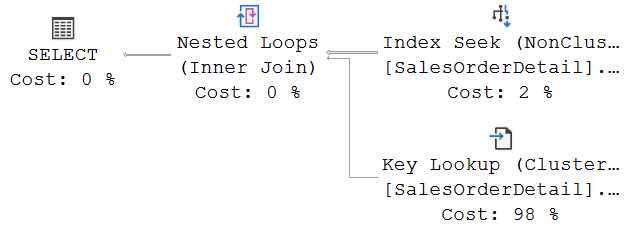 SELECT
Cost: 0 %
Nested Loops
(Inner Join)
Cost: 0 %
Index Seek (NonClus…
[SalesOrderDetail].…
Cost: 2 %
Key Lookup (Cluster…
[SalesOrderDetail].…
Cost: 98 %